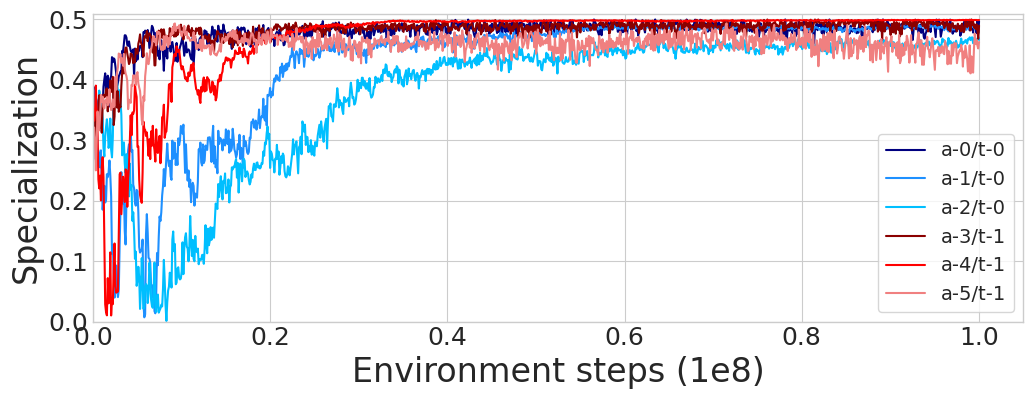 0.5
0.4
0.3
0.2
0.1
0.0
Specialization
0.0 0.2 0.4 0.6 0.8 1.0
Environment steps (1e8)
a-0/t-0
a-1/t-0
a-2/t-0
a-3/t-1
a-4/t-1
a-5/t-1